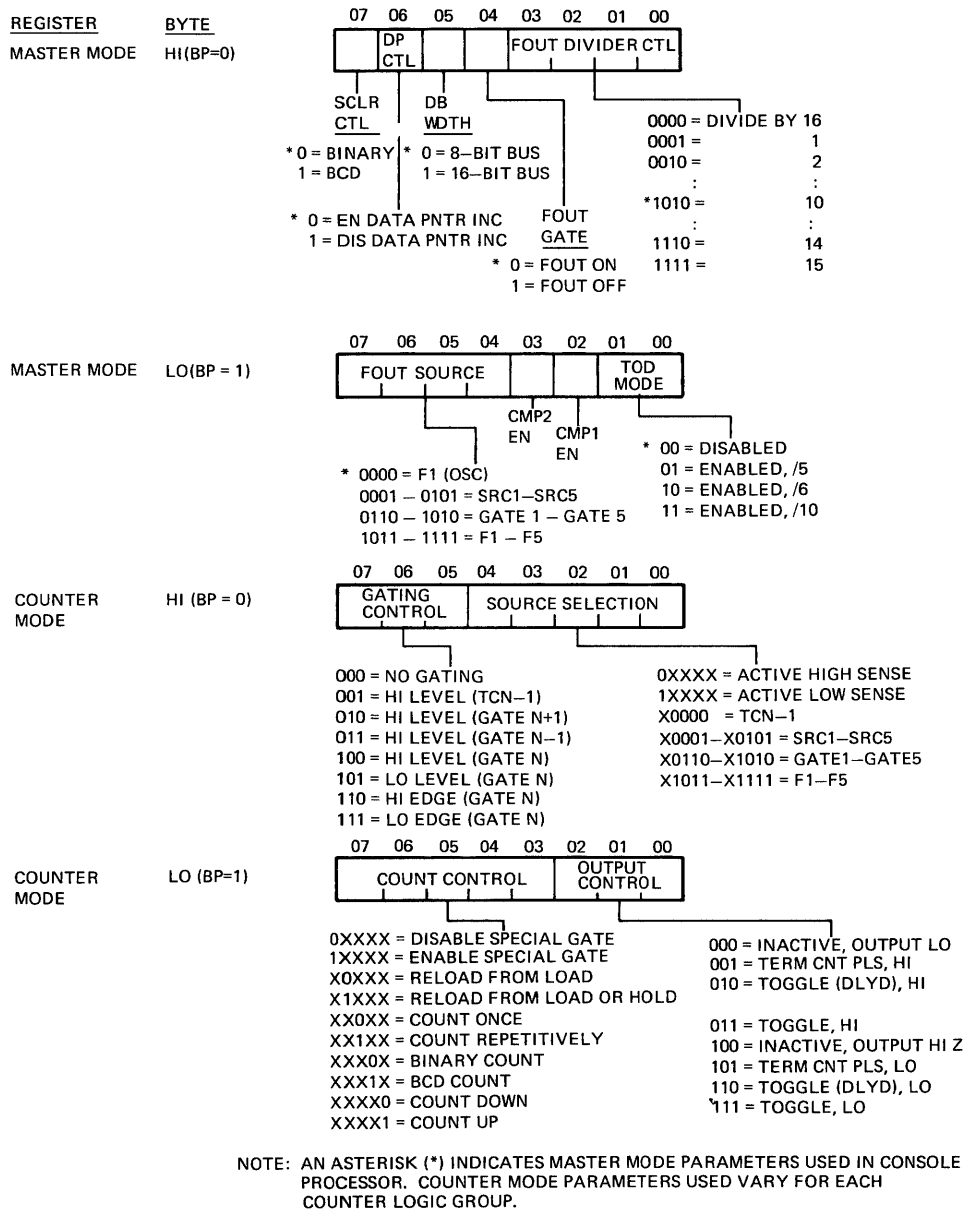 REGISTER BYTE 07 06 05 04 03 02 01 00
MASTER MODE HI(BP=0) DP CTL FOUT DIVIDER CTL
SCLR CTL
*0 = BINARY
1 = BCD
* 0 = EN DATA PNTR INC
1 = DIS DATA PNTR INC
DB WDTH
* 0 = 8–BIT BUS
1 = 16–BIT BUS
FOUT
GATE
* 0 = FOUT ON
1 = FOUT OFF
0000 = DIVIDE BY 16
0001 = 1
0010 = 2
: :
*1010 = 10
: :
1110 = 14
1111 = 15
07 06 05 04 03 02 01 00
MASTER MODE LO(BP = 1) FOUT SOURCE TOD MODE
CMP2 EN
CMP1 EN
* 0000 = F1 (OSC)
0001 – 0101 = SRC1–SRC5
0110 – 1010 = GATE 1 – GATE 5
1011 – 1111 = F1 – F5
* 00 = DISABLED
01 = ENABLED, /5
10 = ENABLED, /6
11 = ENABLED, /10
07 06 05 04 03 02 01 00
COUNTER MODE HI (BP = 0) GATING CONTROL SOURCE SELECTION
000 = NO GATING
001 = HI LEVEL (TCN–1)
010 = HI LEVEL (GATE N+1)
011 = HI LEVEL (GATE N–1)
100 = HI LEVEL (GATE N)
101 = LO LEVEL (GATE N)
110 = HI EDGE (GATE N)
111 = LO EDGE (GATE N)
0XXXX = ACTIVE HIGH SENSE
1XXXX = ACTIVE LOW SENSE
X0000 = TCN–1
X0001–X0101 = SRC1–SRC5
X0110–X1010 = GATE1–GATE5
X1011–X1111 = F1–F5
07 06 05 04 03 02 01 00
COUNTER MODE LO (BP=1) COUNT CONTROL OUTPUT CONTROL
0XXXX = DISABLE SPECIAL GATE
1XXXX = ENABLE SPECIAL GATE
X0XXX = RELOAD FROM LOAD
X1XXX = RELOAD FROM LOAD OR HOLD
XX0XX = COUNT ONCE
XX1XX = COUNT REPETITIVELY
XXX0X = BINARY COUNT
XXX1X = BCD COUNT
XXXX0 = COUNT DOWN
XXXX1 = COUNT UP
000 = INACTIVE, OUTPUT LO
001 = TERM CNT PLS, HI
010 = TOGGLE (DLYD), HI
011 = TOGGLE, HI
100 = INACTIVE, OUTPUT HI Z
101 = TERM CNT PLS, LO
110 = TOGGLE (DLYD), LO
111 = TOGGLE, LO
NOTE: AN ASTERISK (*) INDICATES MASTER MODE PARAMETERS USED IN CONSOLE
PROCESSOR. COUNTER MODE PARAMETERS USED VARY FOR EACH
COUNTER LOGIC GROUP.